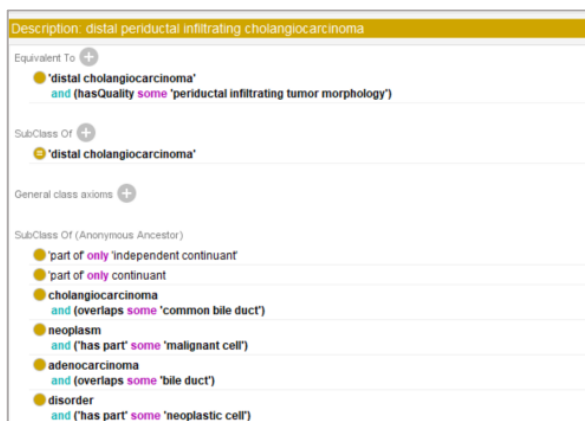 Description: distal periductal infiltrating cholangiocarcinoma
Equivalent To
'distal cholangiocarcinoma'
and (hasQuality some 'periductal infiltrating tumor morphology')
SubClass Of
'distal cholangiocarcinoma'
General class axioms
SubClass Of (Anonymous Ancestor)
'part of' only 'independent continuant'
'part of' only continuant
cholangiocarcinoma
and (overlaps some 'common bile duct')
neoplasm
and ('has part' some 'malignant cell')
adenocarcinoma
and (overlaps some 'bile duct')
disorder
and ('has part' some 'neoplastic cell')